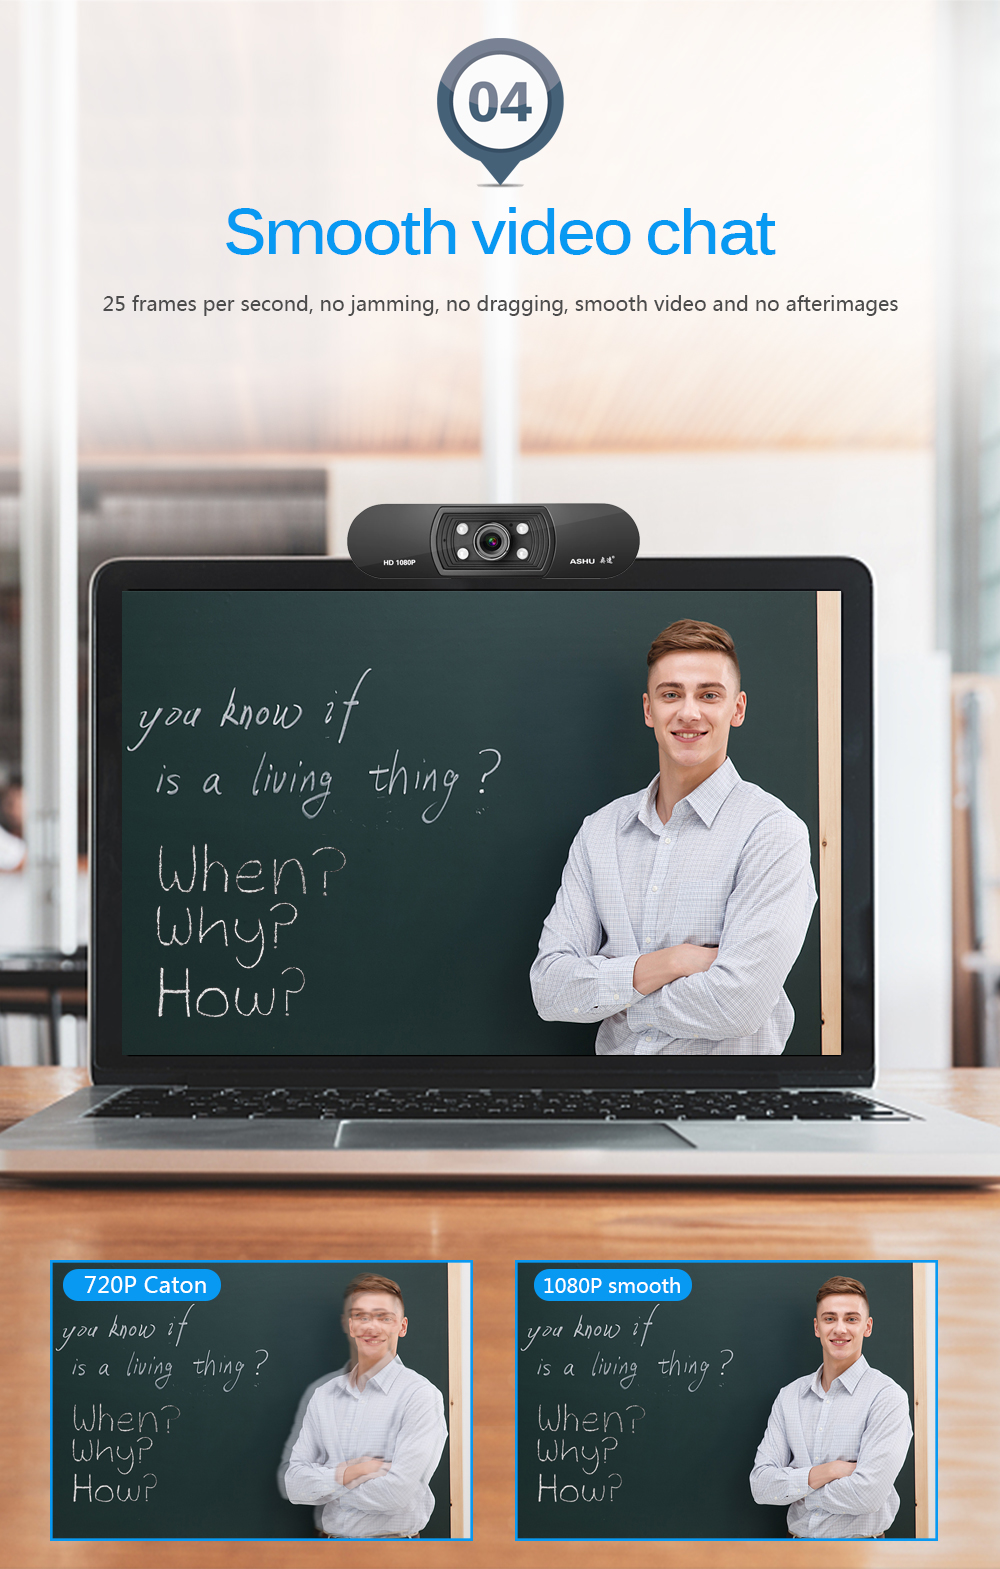 04
Smooth video chat
25 frames per second, no jamming, no dragging, smooth video and no afterimages
HD 1080P
ASHU 奥速
you know if
is a living thing?
When?
Why?
How?
720P Caton
you know if
is a living thing?
When?
Why?
How?
1080P smooth
you know if
is a living thing?
When?
Why?
How?